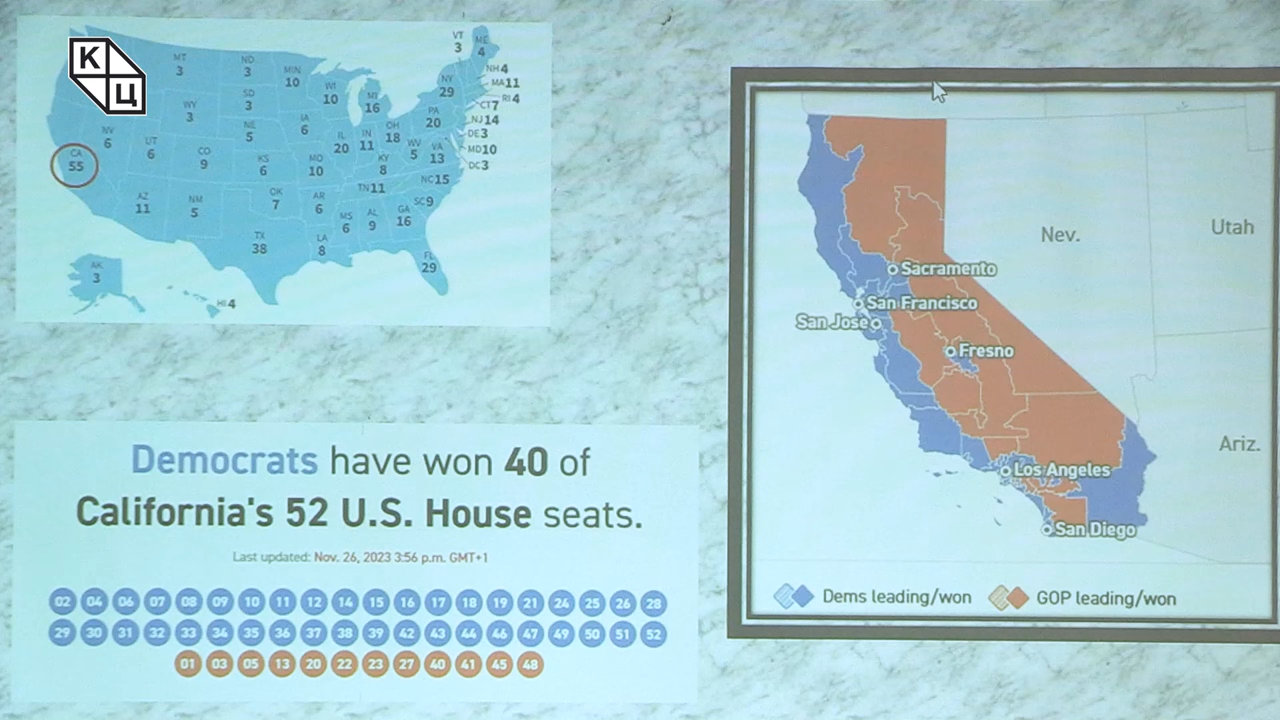 К
Ц
VT
3
ME
4
MT
3
ND
3
MIN
10
WI
10
MI
16
NY
29
NH 4
MA 11
RI 4
CT 7
NJ 14
DE 3
MD 10
DC 3
SD
3
WY
3
NV
6
UT
6
CA
55
CO
9
NE
5
IA
6
IL
20
IN
11
OH
18
PA
20
WV
5
VA
13
KS
6
MO
10
KY
8
NC 15
TN 11
SC 9
AZ
11
NM
5
OK
7
AR
6
MS
6
AL
9
GA
16
TX
38
LA
8
FL
29
AK
3
HI 4
Democrats have won 40 of
California's 52 U.S. House seats.
Last updated: Nov. 26, 2023 3:56 p.m. GMT+1
02 04 06 07 08 09 10 11 12 14 15 16 17 18 19 21 24 25 26 28
29 30 31 32 33 34 35 36 37 38 39 42 43 44 46 47 49 50 51 52
01 03 05 13 20 22 23 27 40 41 45 48
Nev.
Utah
Sacramento
San Francisco
San Jose
Fresno
Ariz.
Los Angeles
San Diego
Dems leading/won
GOP leading/won